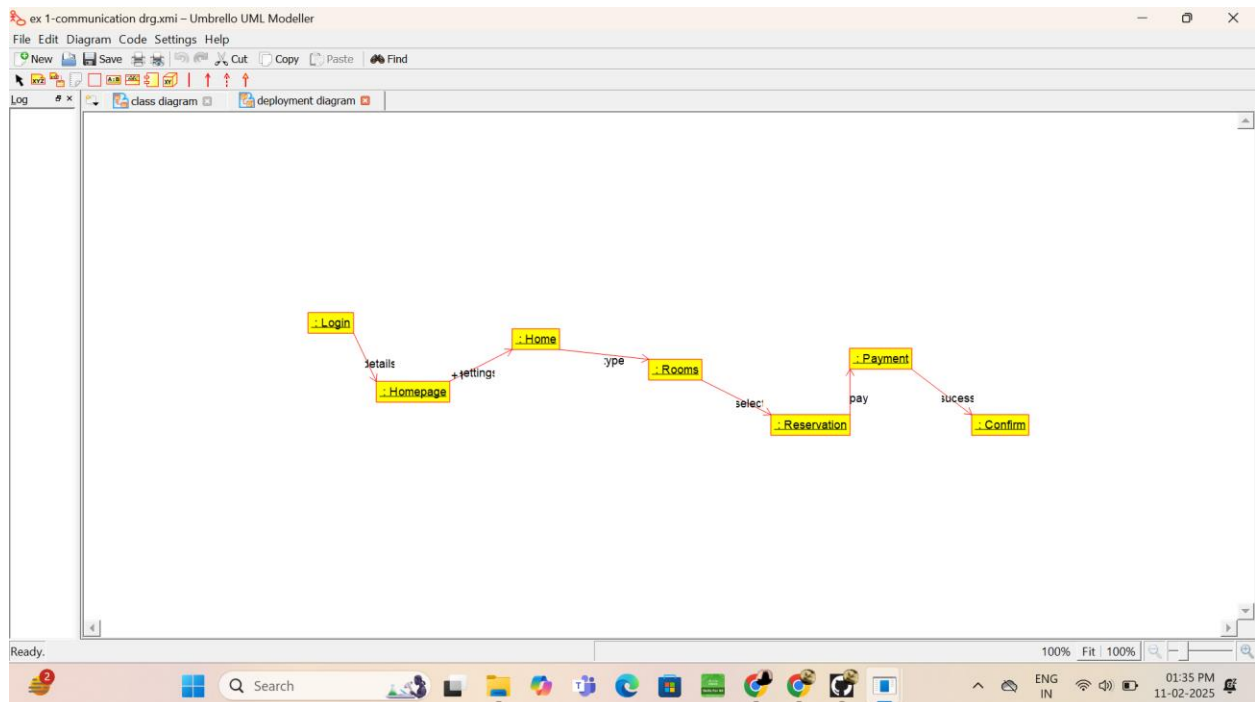 ex 1-communication drg.xmi – Umbrello UML Modeller
File Edit Diagram Code Settings Help
New Save Cut Copy Paste Find
Log class diagram deployment diagram
: Login
: Home
details
type
: Payment
+ settings
: Rooms
: Homepage
select
pay
sucess
: Reservation
: Confirm
Ready.
100% Fit 100%
2
Search
ENG
IN
01:35 PM
11-02-2025